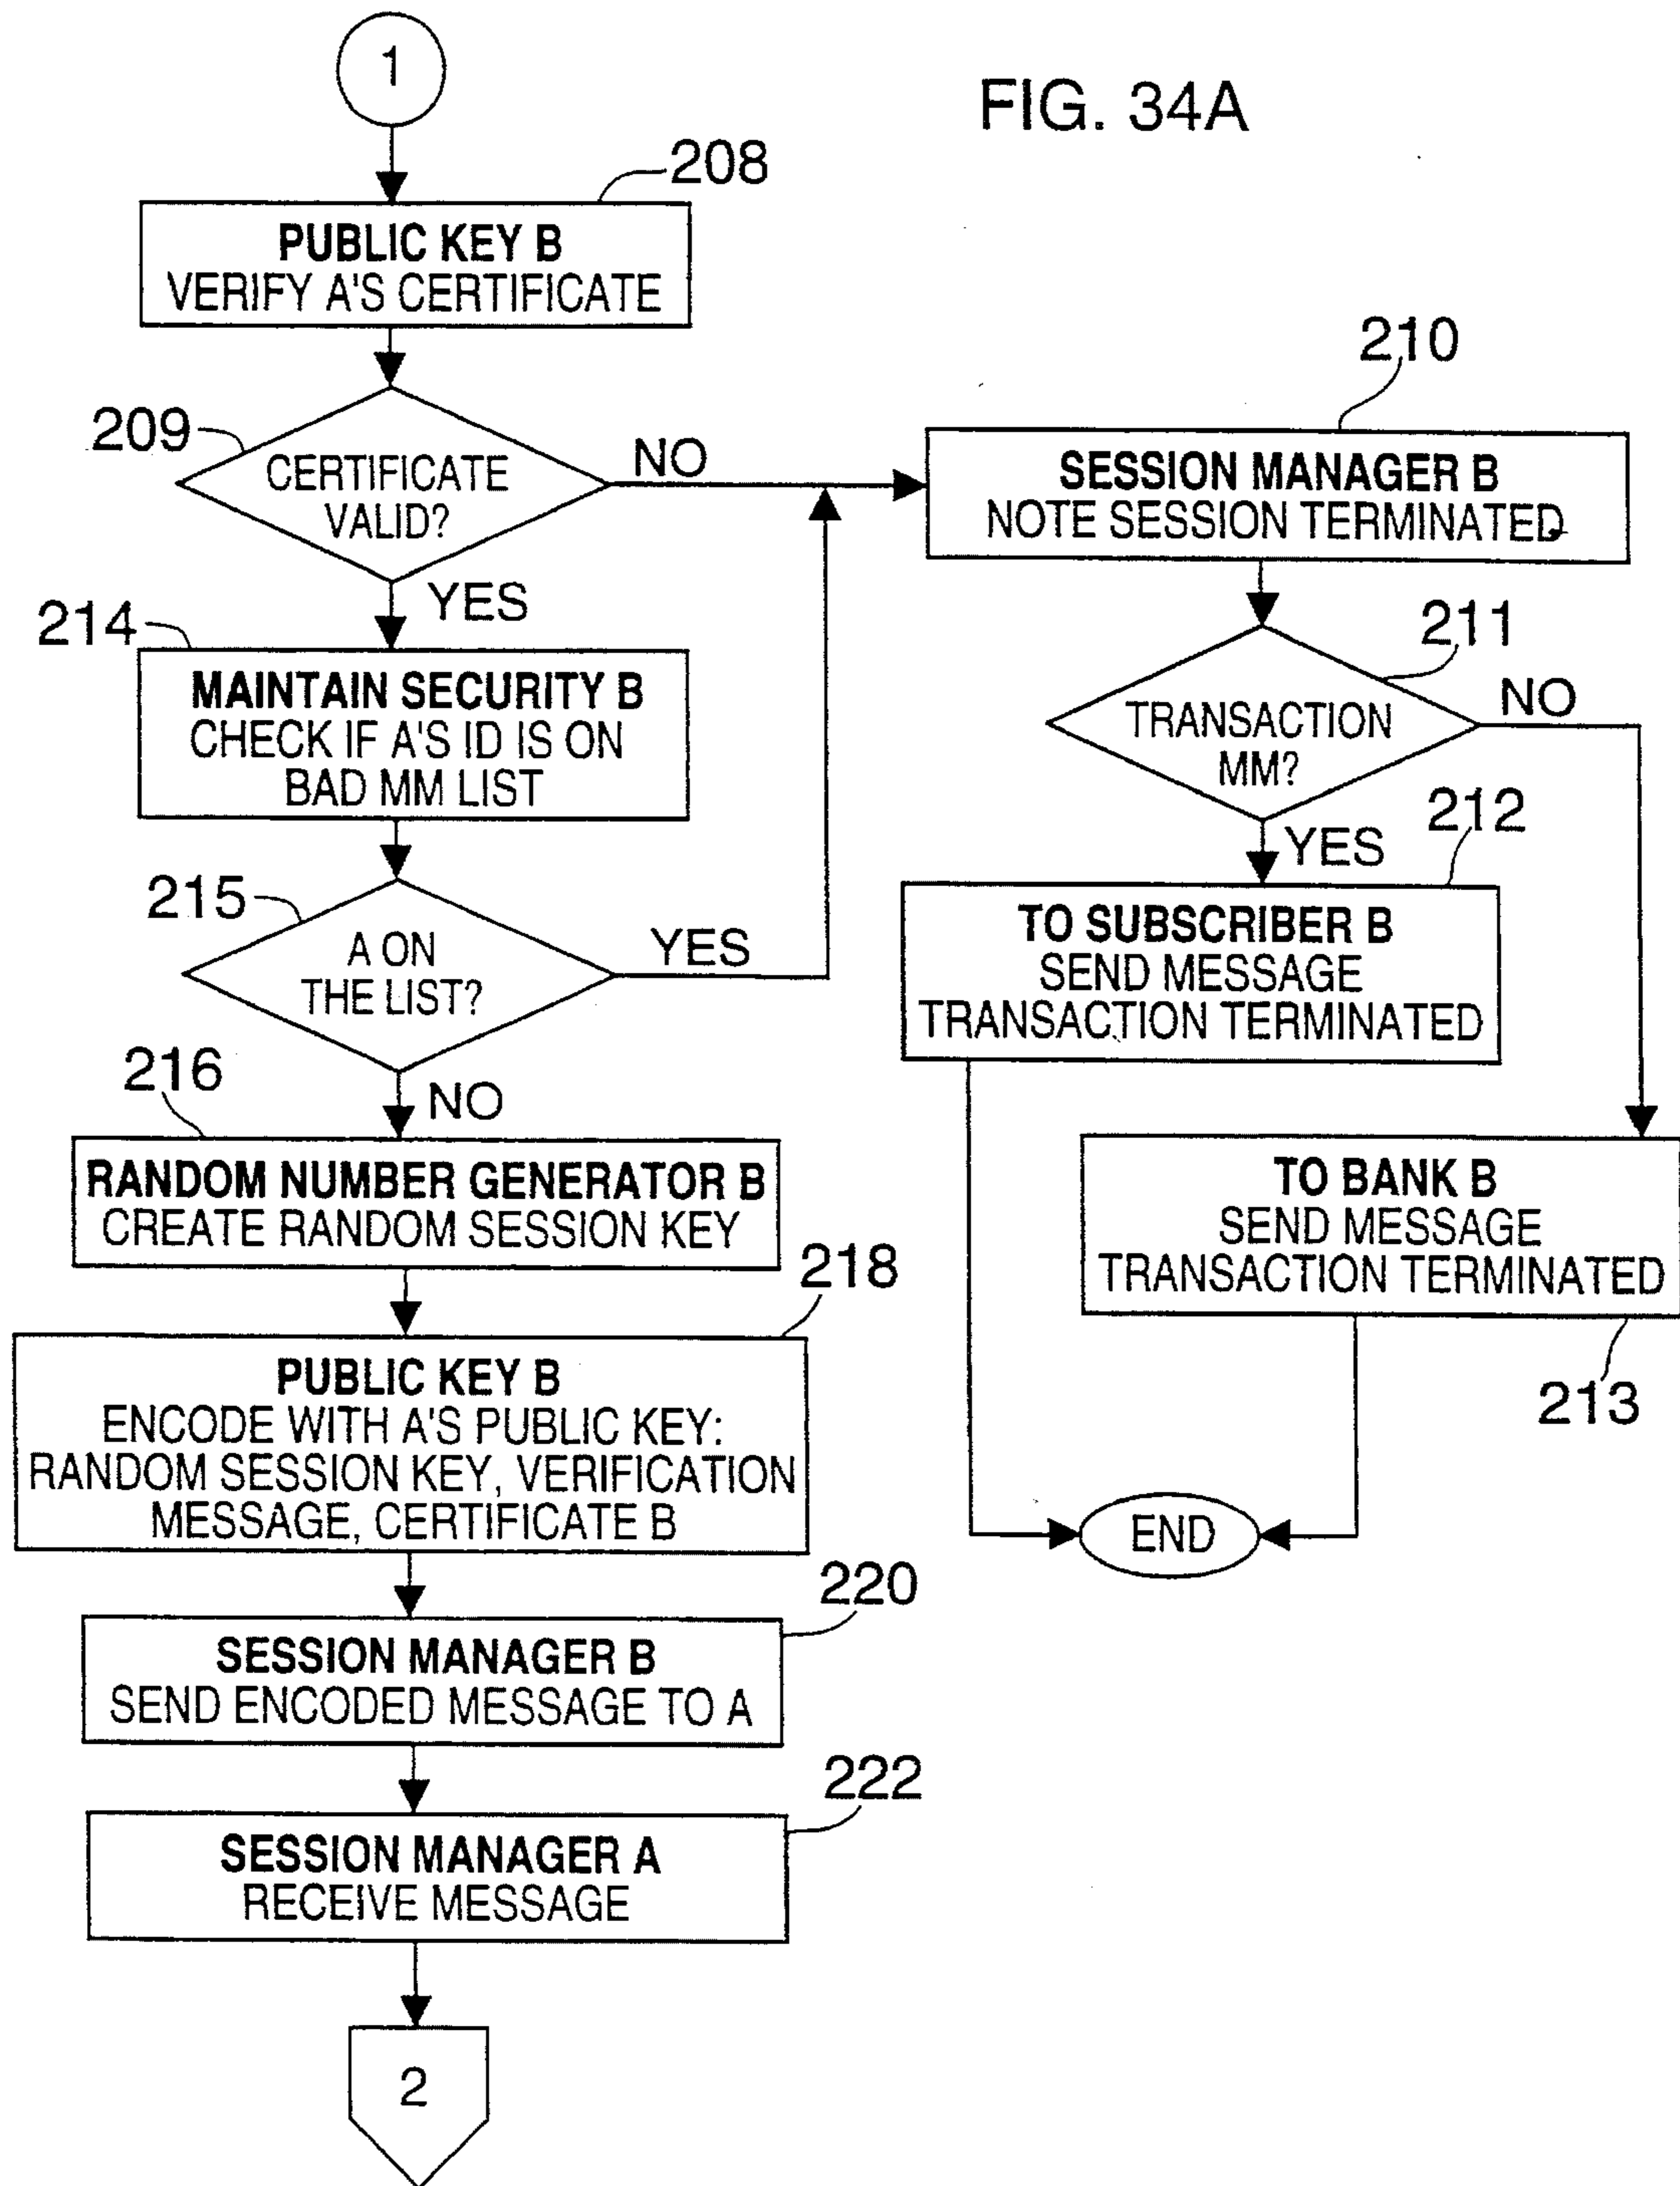 1
FIG. 34A
208
PUBLIC KEY B
VERIFY A'S CERTIFICATE
209
CERTIFICATE
VALID?
NO
YES
210
SESSION MANAGER B
NOTE SESSION TERMINATED
211
TRANSACTION
MM?
NO
YES
212
TO SUBSCRIBER B
SEND MESSAGE
TRANSACTION TERMINATED
TO BANK B
SEND MESSAGE
TRANSACTION TERMINATED
213
END
214
MAINTAIN SECURITY B
CHECK IF A'S ID IS ON
BAD MM LIST
215
A ON
THE LIST?
YES
NO
216
RANDOM NUMBER GENERATOR B
CREATE RANDOM SESSION KEY
218
PUBLIC KEY B
ENCODE WITH A'S PUBLIC KEY:
RANDOM SESSION KEY, VERIFICATION
MESSAGE, CERTIFICATE B
220
SESSION MANAGER B
SEND ENCODED MESSAGE TO A
222
SESSION MANAGER A
RECEIVE MESSAGE
2